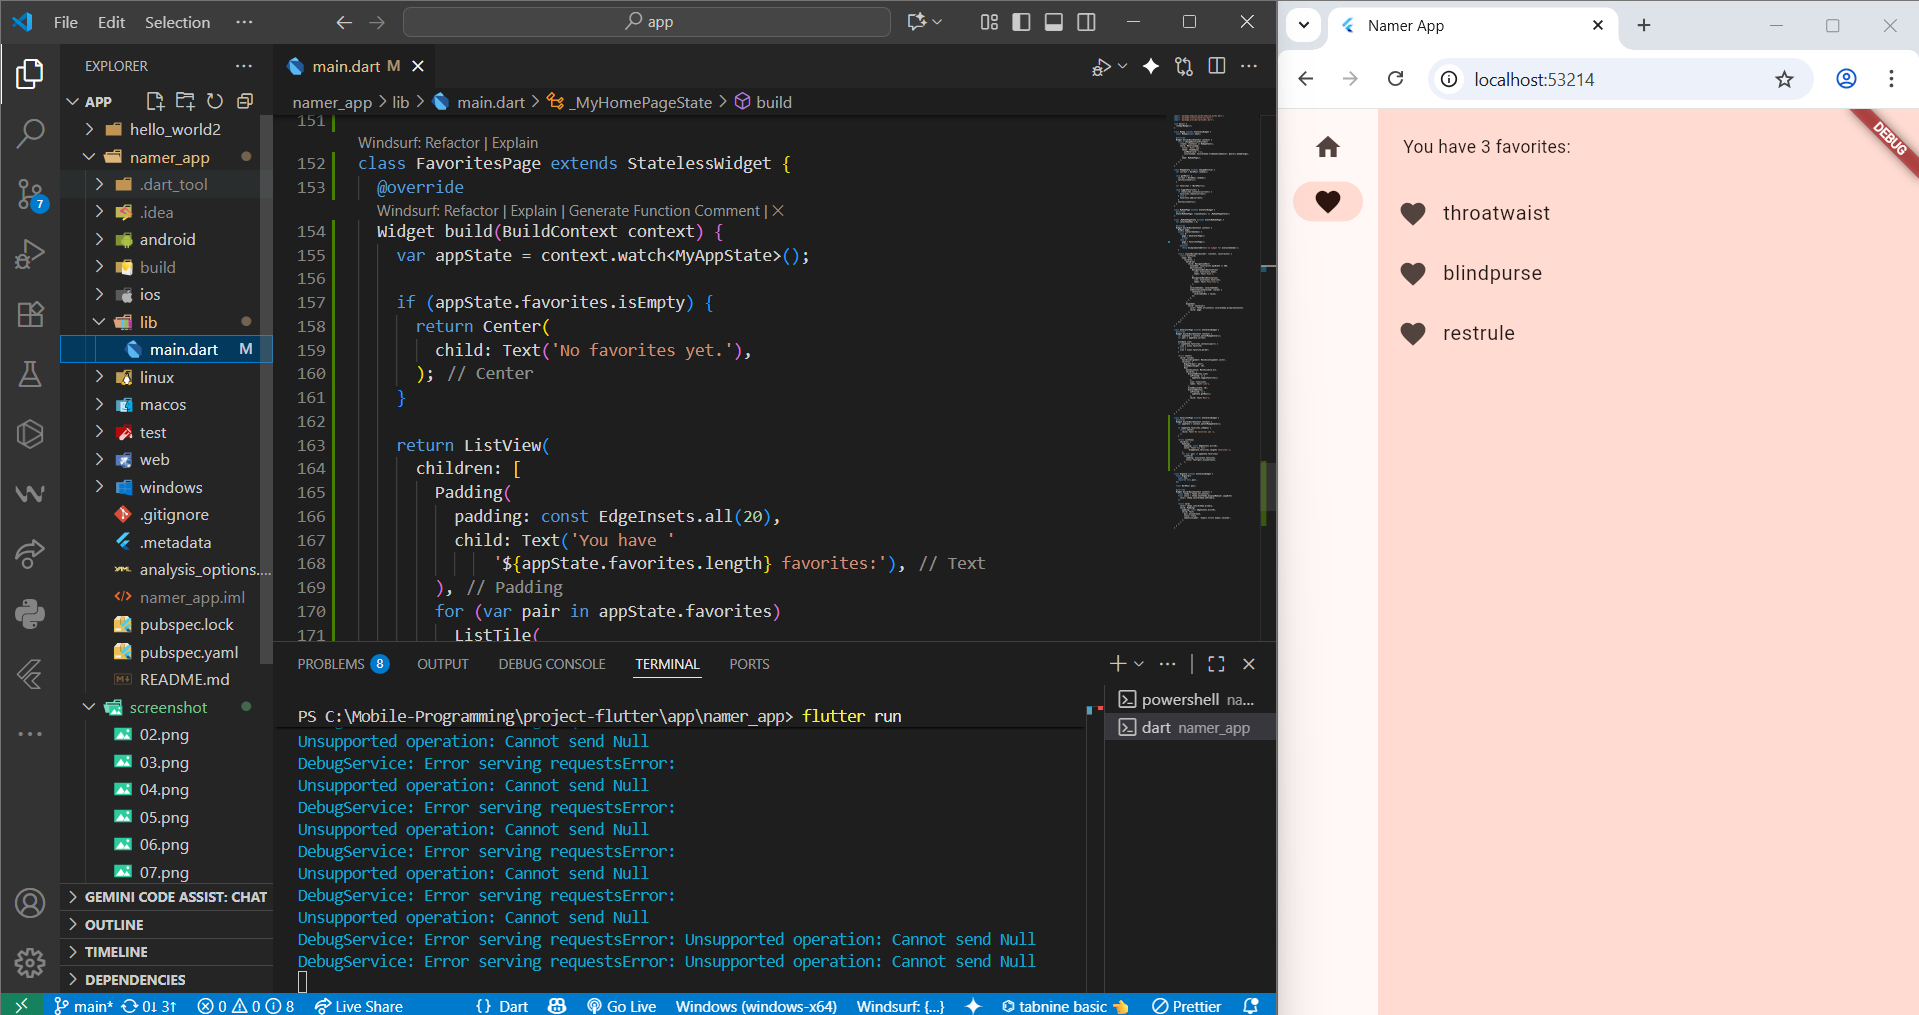 File Edit Selection ···
app
EXPLORER
APP
hello_world2
namer_app
.dart_tool
.idea
android
build
ios
lib
main.dart M
linux
macos
test
web
windows
.gitignore
.metadata
analysis_options....
namer_app.iml
pubspec.lock
pubspec.yaml
README.md
screenshot
02.png
03.png
04.png
05.png
06.png
07.png
GEMINI CODE ASSIST: CHAT
OUTLINE
TIMELINE
DEPENDENCIES
7
main.dart M
namer_app > lib > main.dart > _MyHomePageState > build
151
Windsurf: Refactor | Explain
152 class FavoritesPage extends StatelessWidget {
153 @override
Windsurf: Refactor | Explain | Generate Function Comment | ×
154 Widget build(BuildContext context) {
155 var appState = context.watch<MyAppState>();
156
157 if (appState.favorites.isEmpty) {
158 return Center(
159 child: Text('No favorites yet.'),
160 ); // Center
161 }
162
163 return ListView(
164 children: [
165 Padding(
166 padding: const EdgeInsets.all(20),
167 child: Text('You have '
168 '${appState.favorites.length} favorites:'), // Text
169 ), // Padding
170 for (var pair in appState.favorites)
171 ListTile(
PROBLEMS 8 OUTPUT DEBUG CONSOLE TERMINAL PORTS
PS C:\Mobile-Programming\project-flutter\app\namer_app> flutter run
Unsupported operation: Cannot send Null
DebugService: Error serving requestsError:
Unsupported operation: Cannot send Null
DebugService: Error serving requestsError:
Unsupported operation: Cannot send Null
DebugService: Error serving requestsError:
Unsupported operation: Cannot send Null
DebugService: Error serving requestsError:
Unsupported operation: Cannot send Null
DebugService: Error serving requestsError: Unsupported operation: Cannot send Null
DebugService: Error serving requestsError: Unsupported operation: Cannot send Null
powershell na...
dart namer_app
main* 0↓ 3↑ 0 0 8 Live Share {} Dart Go Live Windows (windows-x64) Windsurf: {...} tabnine basic 👈 Prettier
Namer App
localhost:53214
DEBUG
You have 3 favorites:
throatwaist
blindpurse
restrule